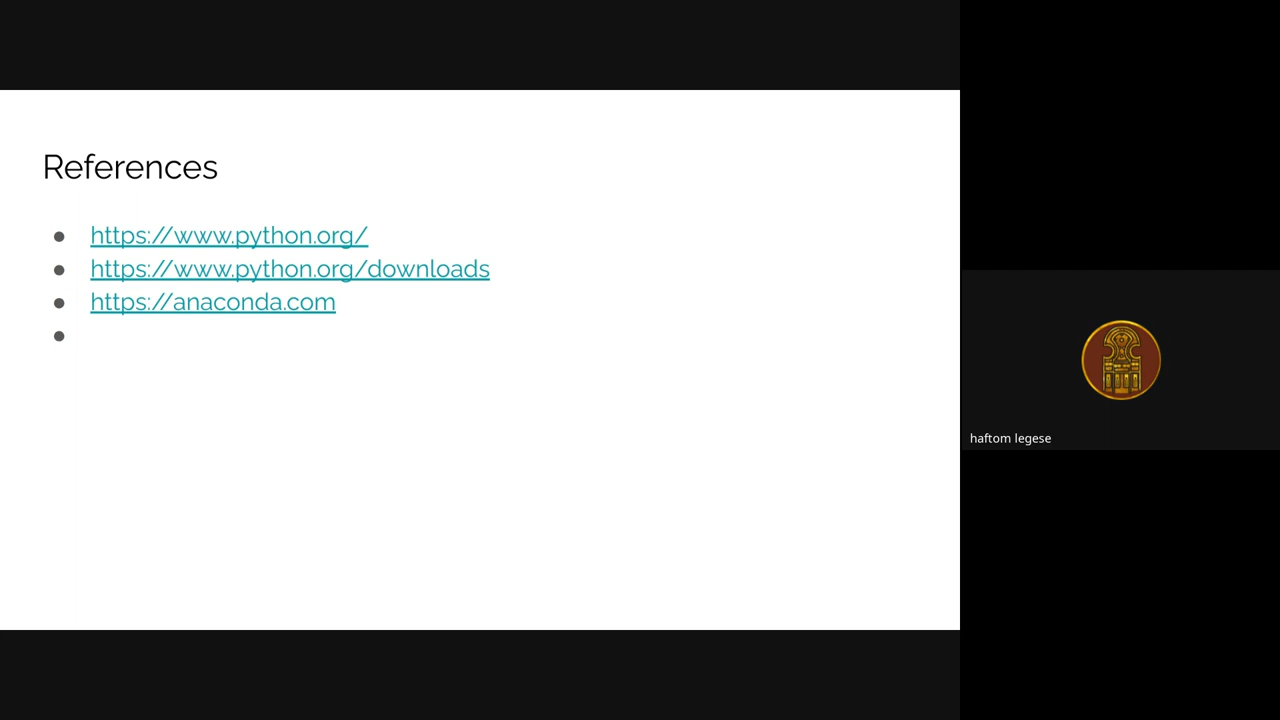 References
● https://www.python.org/
● https://www.python.org/downloads
● https://anaconda.com
●
haftom legese